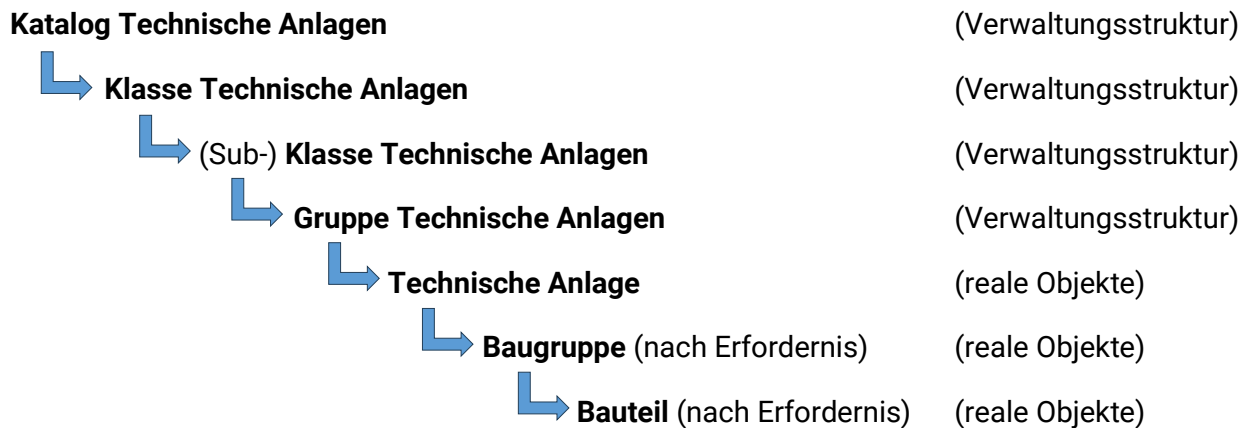 Katalog Technische Anlagen (Verwaltungsstruktur)
Klasse Technische Anlagen (Verwaltungsstruktur)
(Sub-) Klasse Technische Anlagen (Verwaltungsstruktur)
Gruppe Technische Anlagen (Verwaltungsstruktur)
Technische Anlage (reale Objekte)
Baugruppe (nach Erfordernis) (reale Objekte)
Bauteil (nach Erfordernis) (reale Objekte)